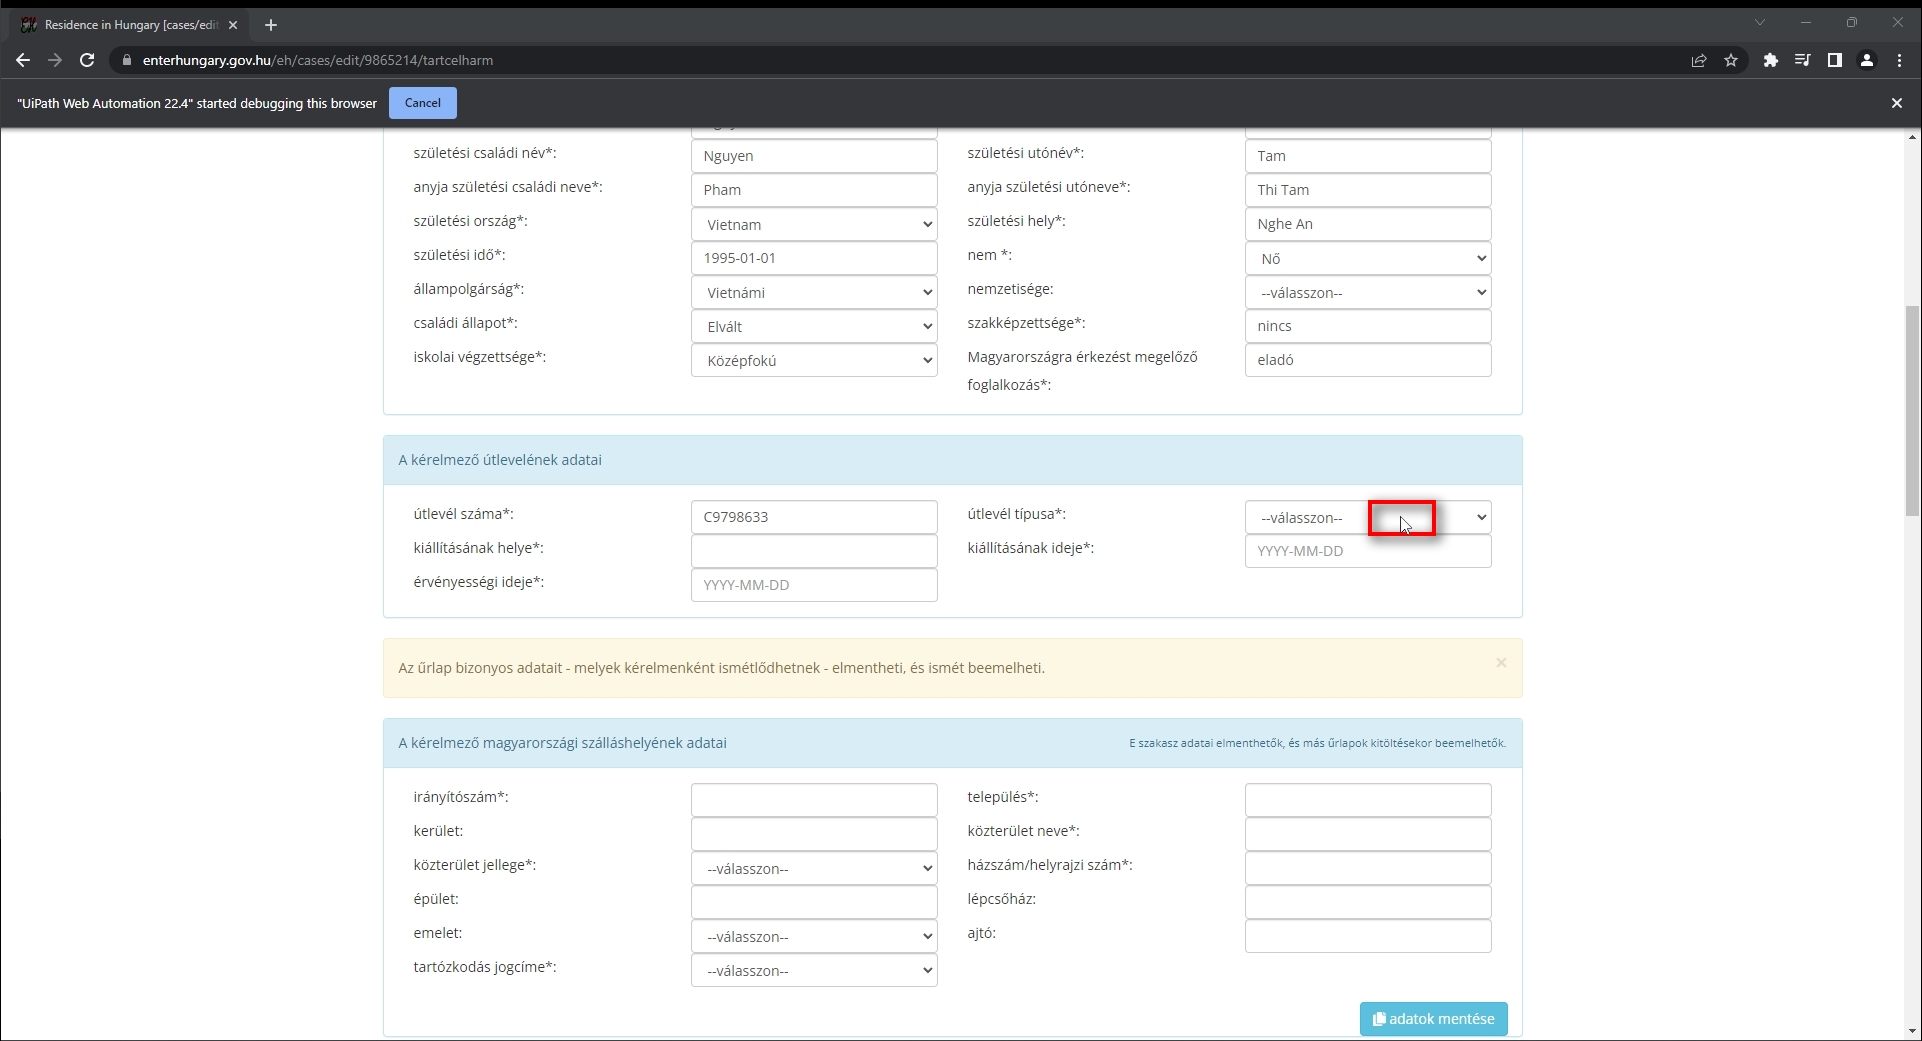 Residence in Hungary [cases/edit
enterhungary.gov.hu/eh/cases/edit/9865214/tartcelharm
"UiPath Web Automation 22.4" started debugging this browser Cancel
születési családi név*: Nguyen születési utónév*: Tam
anyja születési családi neve*: Pham anyja születési utóneve*: Thi Tam
születési ország*: Vietnam születési hely*: Nghe An
születési idő*: 1995-01-01 nem *: Nő
állampolgárság*: Vietnámi nemzetisége: --válasszon--
családi állapot*: Elvált szakképzettsége*: nincs
iskolai végzettsége*: Középfokú Magyarországra érkezést megelőző eladó
foglalkozás*:
A kérelmező útlevelének adatai
útlevél száma*: C9798633 útlevél típusa*: --válasszon--
kiállításának helye*: kiállításának ideje*: YYYY-MM-DD
érvényességi ideje*: YYYY-MM-DD
Az űrlap bizonyos adatait - melyek kérelmenként ismétlődhetnek - elmentheti, és ismét beemelheti.
A kérelmező magyarországi szálláshelyének adatai E szakasz adatai elmenthetők, és más űrlapok kitöltésekor beemelhetők.
irányítószám*: település*:
kerület: közterület neve*:
közterület jellege*: --válasszon-- házszám/helyrajzi szám*:
épület: lépcsőház:
emelet: --válasszon-- ajtó:
tartózkodás jogcíme*: --válasszon--
adatok mentése